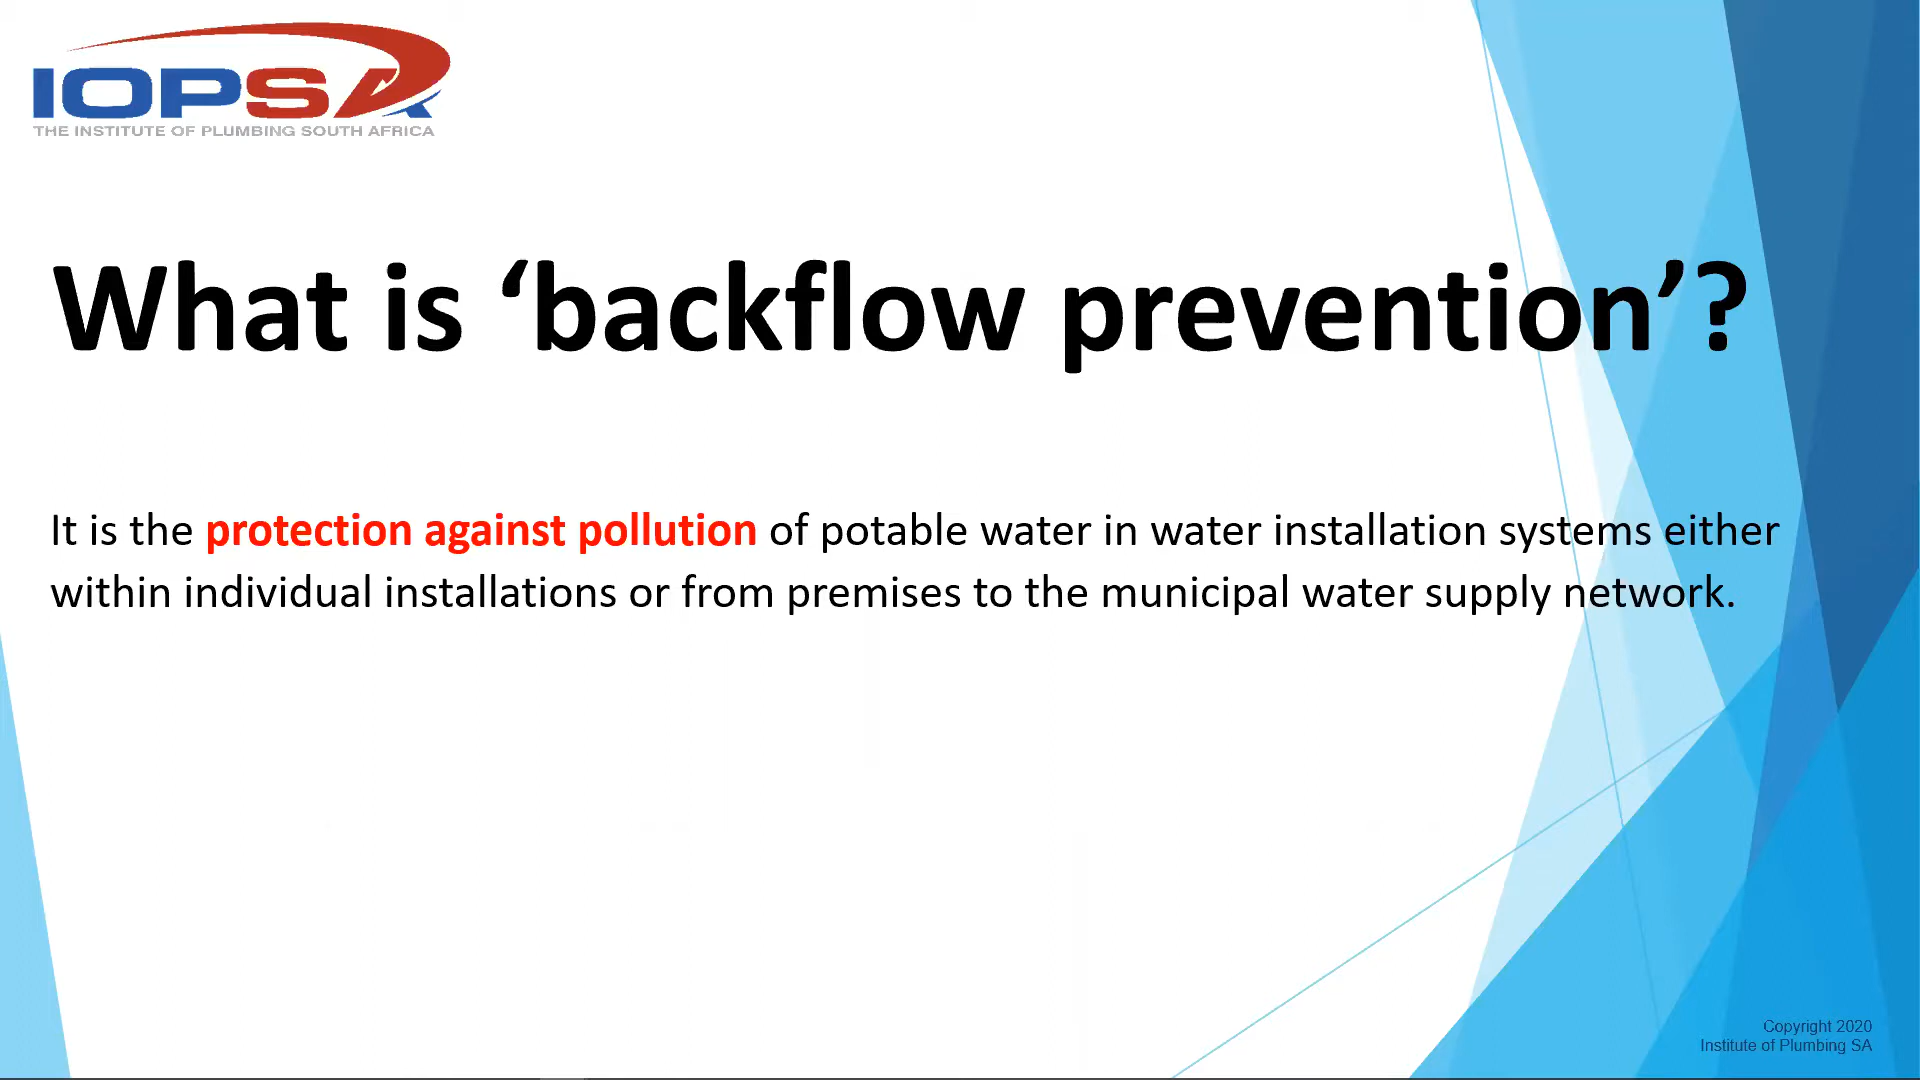 IOPSA
THE INSTITUTE OF PLUMBING SOUTH AFRICA
What is ‘backflow prevention’?
It is the protection against pollution of potable water in water installation systems either
within individual installations or from premises to the municipal water supply network.
Copyright 2020
Institute of Plumbing SA